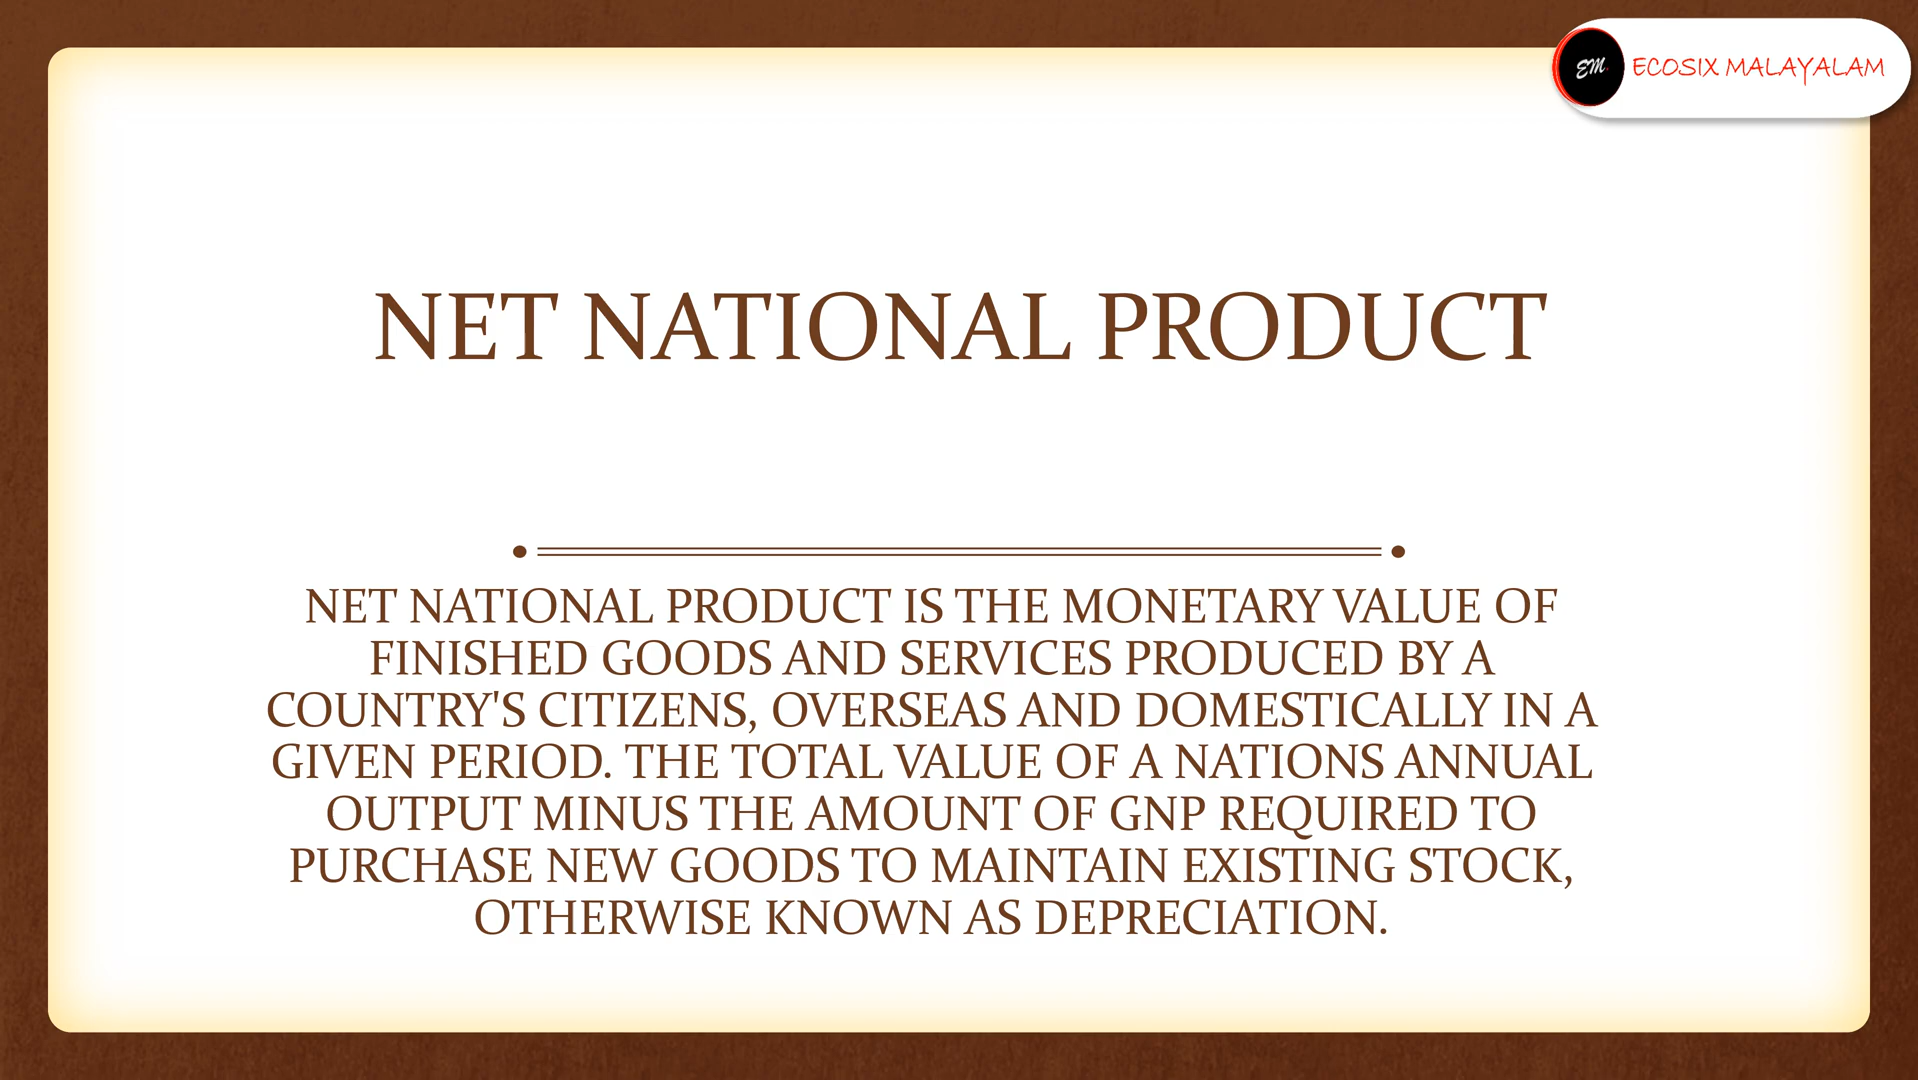 EM ECOSIX MALAYALAM
NET NATIONAL PRODUCT
NET NATIONAL PRODUCT IS THE MONETARY VALUE OF
FINISHED GOODS AND SERVICES PRODUCED BY A
COUNTRY'S CITIZENS, OVERSEAS AND DOMESTICALLY IN A
GIVEN PERIOD. THE TOTAL VALUE OF A NATIONS ANNUAL
OUTPUT MINUS THE AMOUNT OF GNP REQUIRED TO
PURCHASE NEW GOODS TO MAINTAIN EXISTING STOCK,
OTHERWISE KNOWN AS DEPRECIATION.